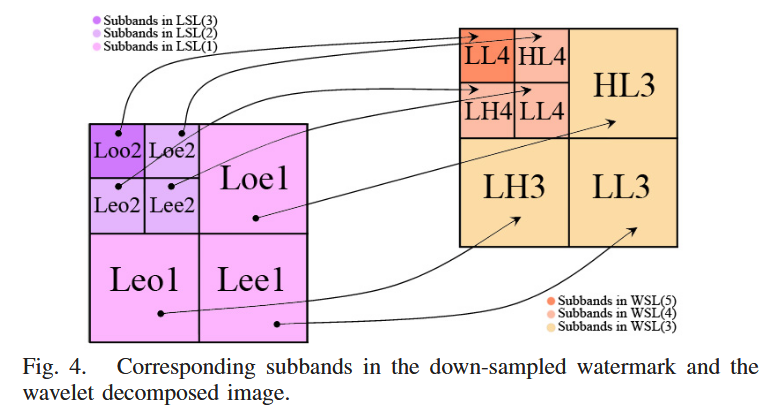 Subbands in LSL(3)
Subbands in LSL(2)
Subbands in LSL(1)
Loo2 Loe2
Leo2 Lee2
Loe1
Leo1 Lee1
LL4 HL4
LH4 LL4
HL3
LH3 LL3
Subbands in WSL(5)
Subbands in WSL(4)
Subbands in WSL(3)
Fig. 4. Corresponding subbands in the down-sampled watermark and the
wavelet decomposed image.